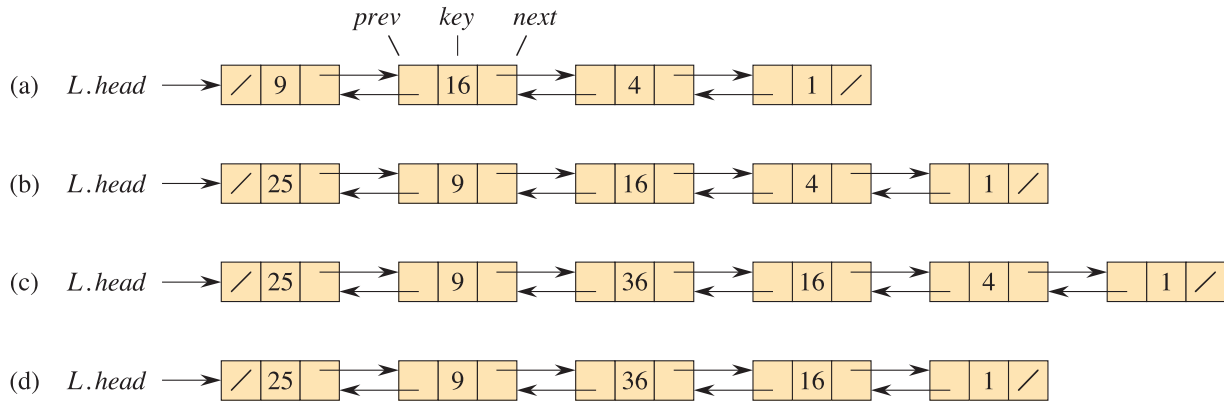 prev key next
(a) L.head / 9 16 4 1 /
(b) L.head / 25 9 16 4 1 /
(c) L.head / 25 9 36 16 4 1 /
(d) L.head / 25 9 36 16 1 /